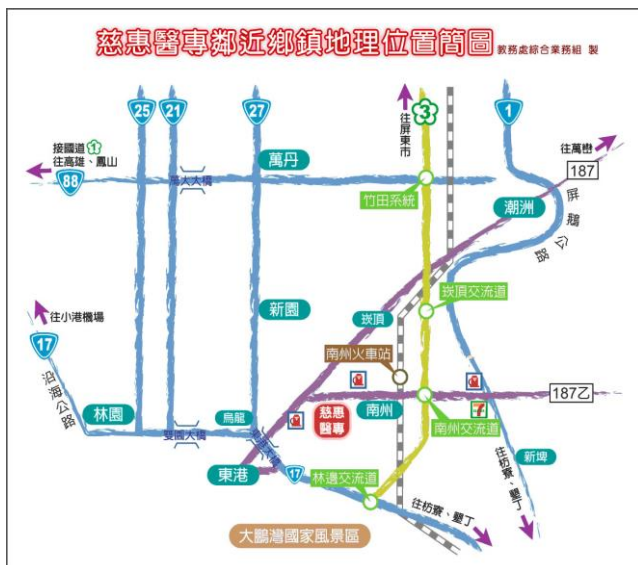 慈惠醫專鄰近鄉鎮地理位置簡圖 教務處綜合業務組 製
25
21
27
往屏東市
3
1
接國道 1
往高雄、鳳山
88
萬大大橋
萬丹
竹田系統
往萬巒
187
屏鵝公路
潮洲
往小港機場
17
沿海公路
新園
崁頂
崁頂交流道
南州火車站
林園
雙園大橋
烏龍
東港
慈惠
醫專
南州
南州交流道
187乙
17
林邊交流道
新埤
往枋寮、墾丁
往枋寮、墾丁
大鵬灣國家風景區